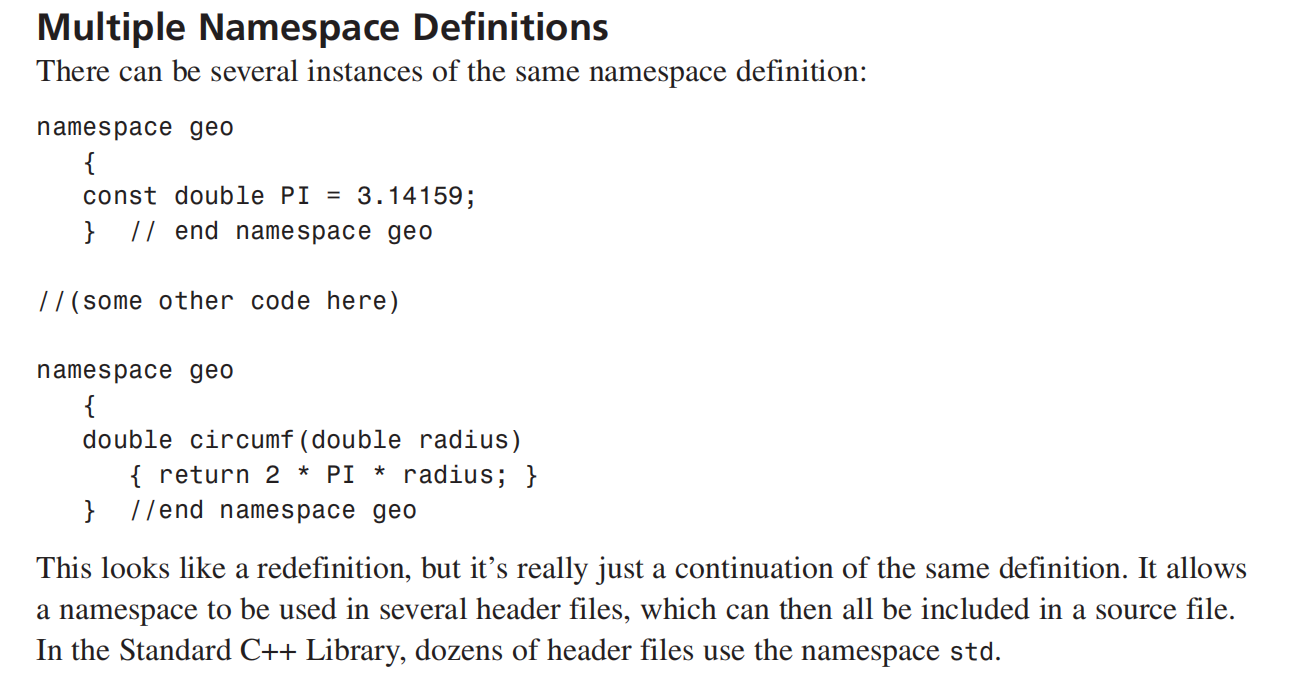 Multiple Namespace Definitions
There can be several instances of the same namespace definition:
namespace geo
{
const double PI = 3.14159;
} // end namespace geo
//(some other code here)
namespace geo
{
double circumf(double radius)
{ return 2 * PI * radius; }
} //end namespace geo
This looks like a redefinition, but it’s really just a continuation of the same definition. It allows
a namespace to be used in several header files, which can then all be included in a source file.
In the Standard C++ Library, dozens of header files use the namespace std.